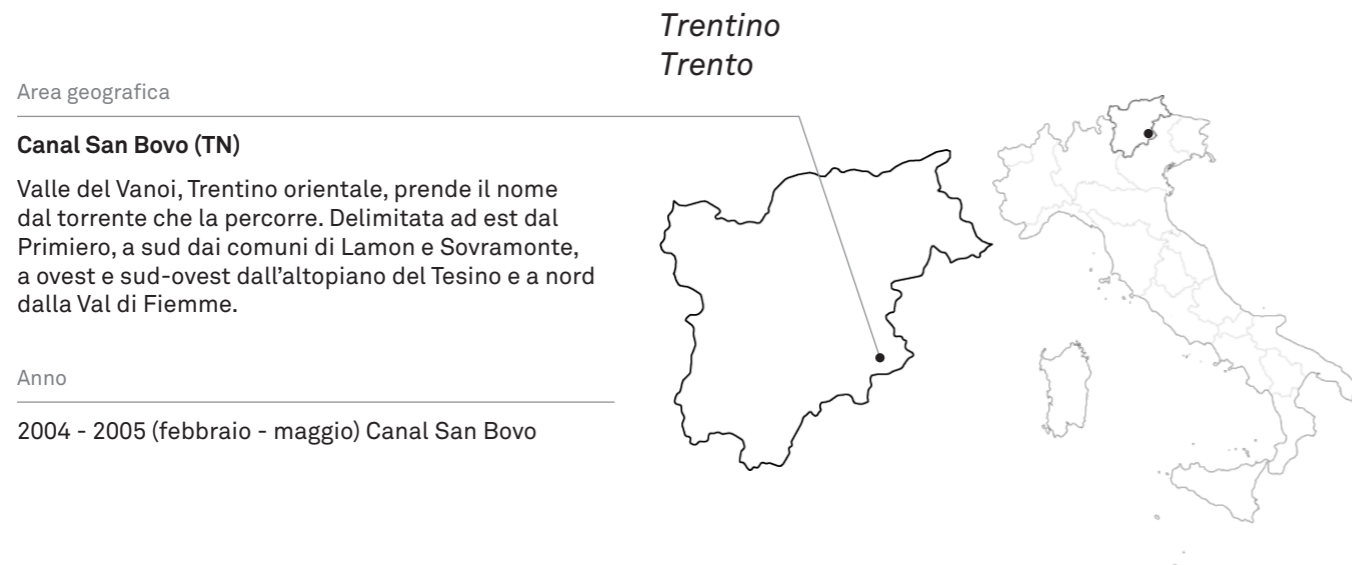 Trentino
Trento
Area geografica
Canal San Bovo (TN)
Valle del Vanoi, Trentino orientale, prende il nome
dal torrente che la percorre. Delimitata ad est dal
Primiero, a sud dai comuni di Lamon e Sovramonte,
a ovest e sud-ovest dall’altopiano del Tesino e a nord
dalla Val di Fiemme.
Anno
2004 - 2005 (febbraio - maggio) Canal San Bovo